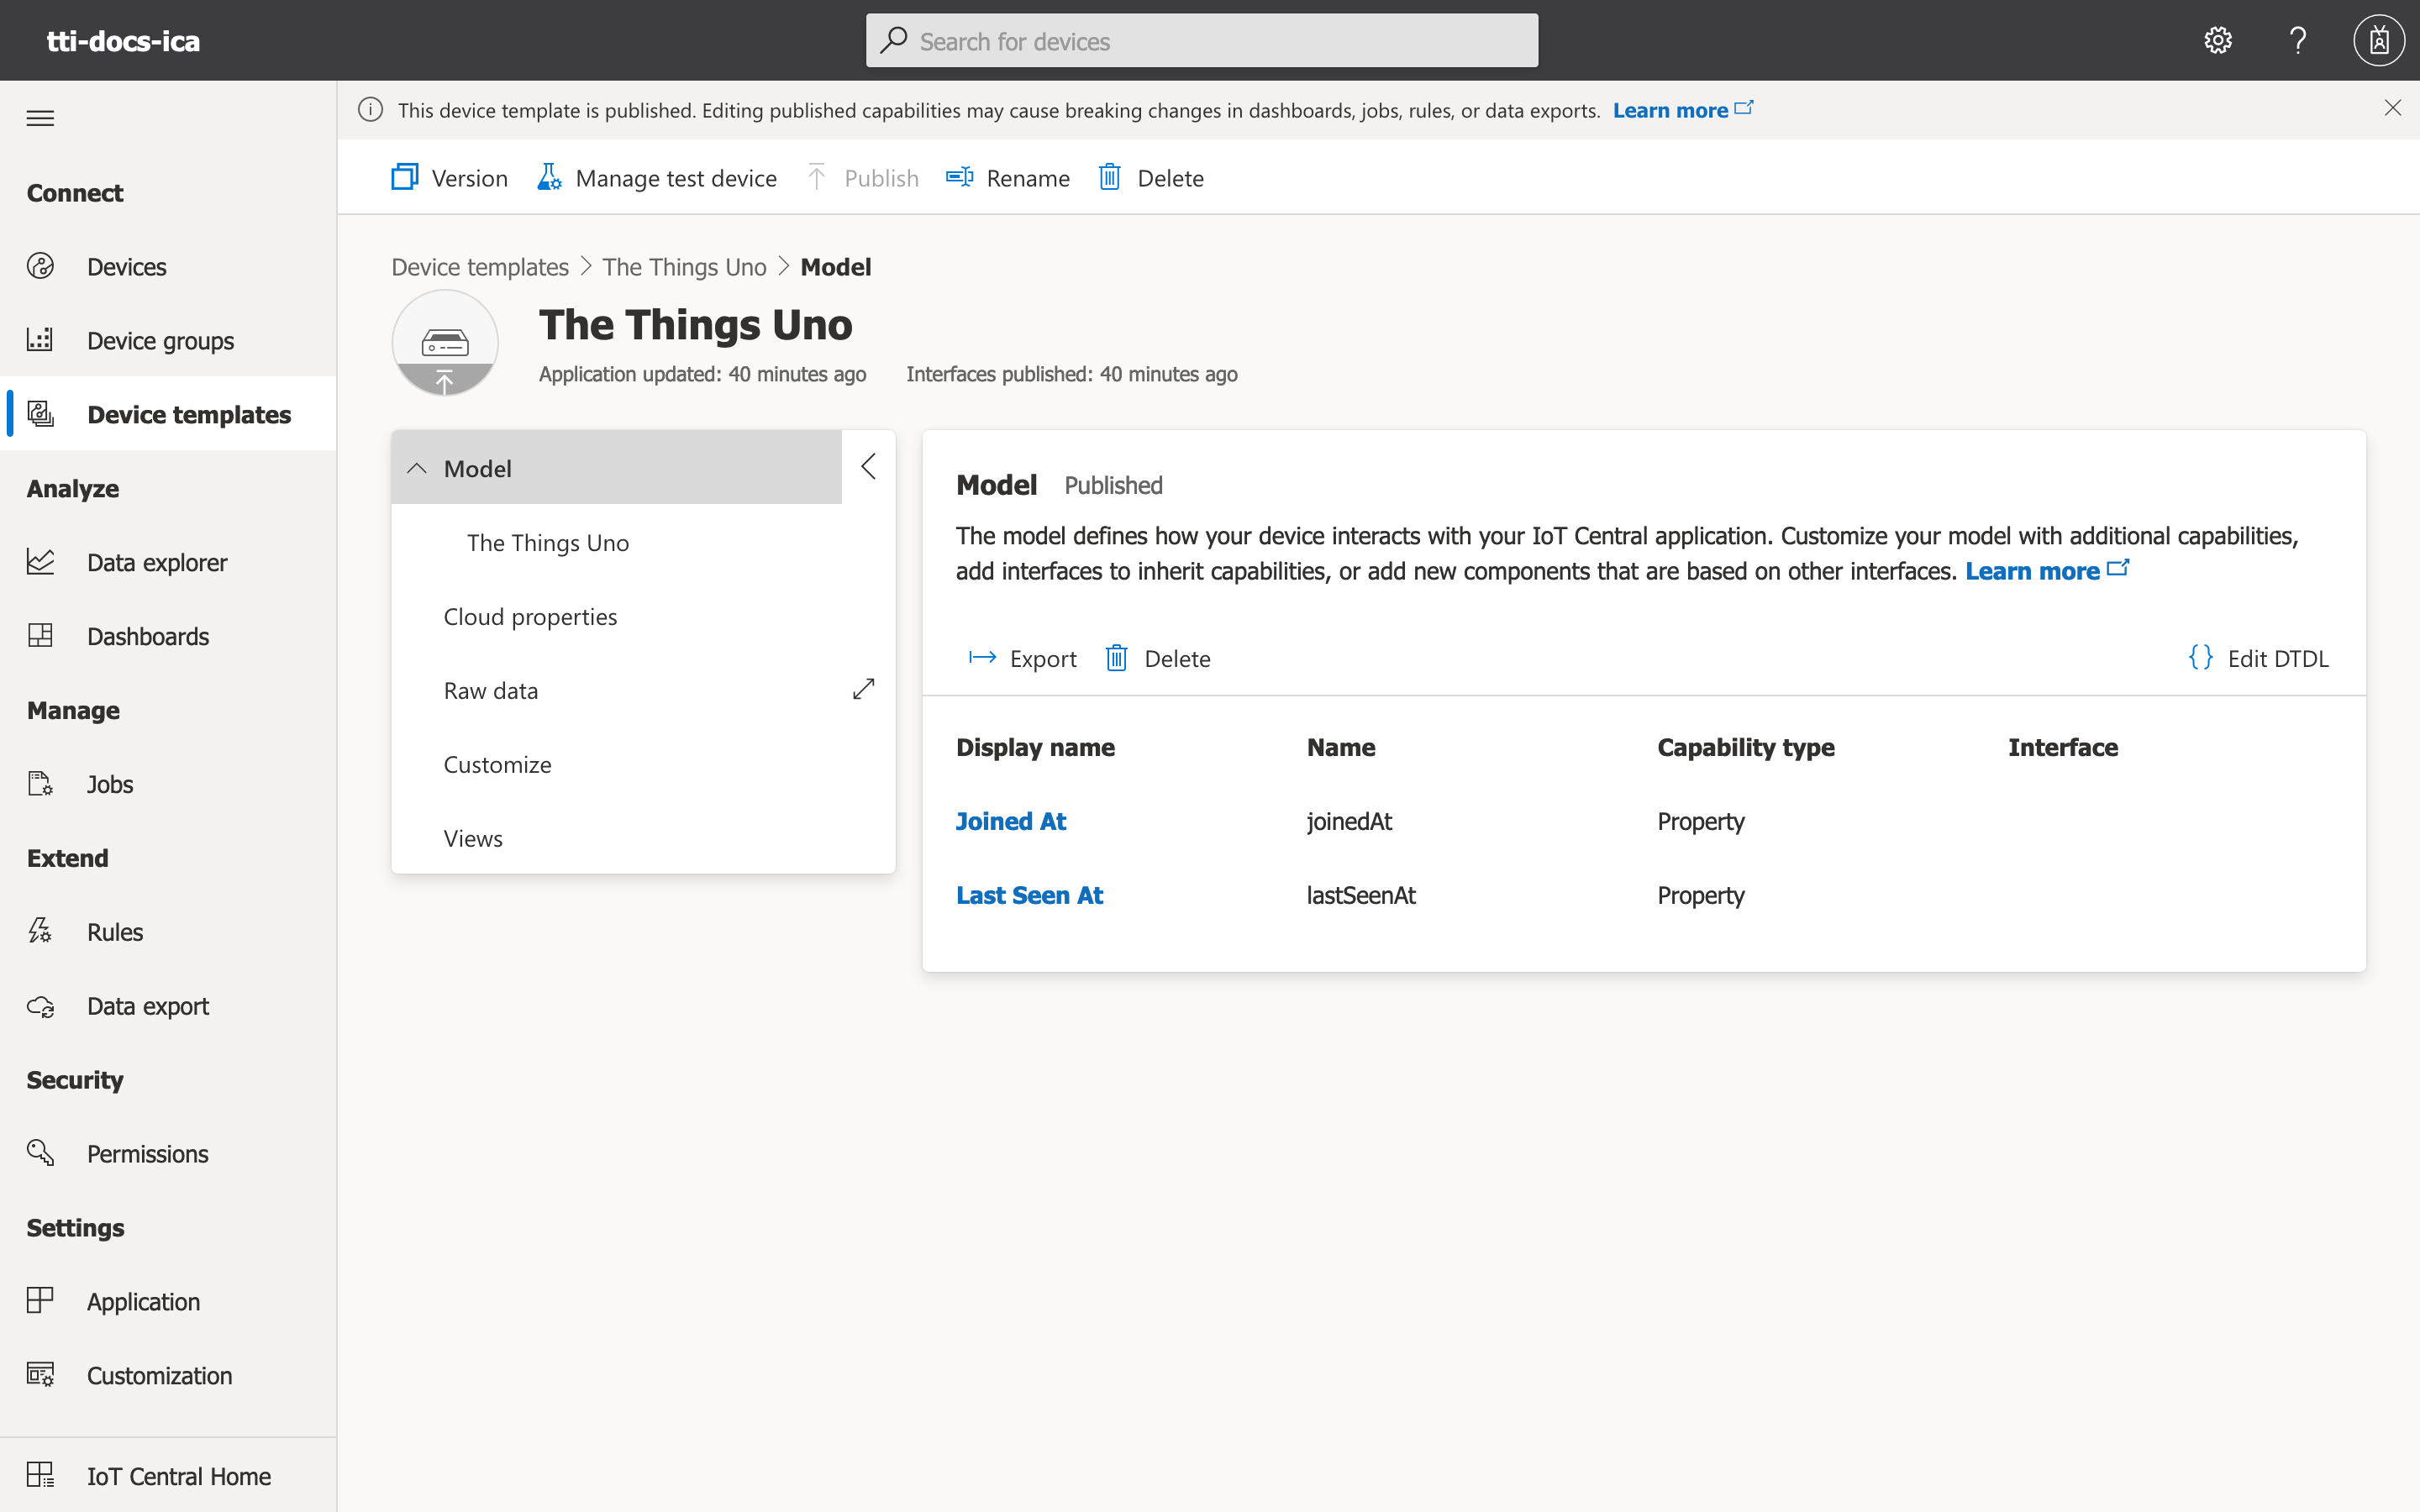 tti-docs-ica
Search for devices
This device template is published. Editing published capabilities may cause breaking changes in dashboards, jobs, rules, or data exports. Learn more
Connect
Devices
Device groups
Device templates
Analyze
Data explorer
Dashboards
Manage
Jobs
Extend
Rules
Data export
Security
Permissions
Settings
Application
Customization
IoT Central Home
Version
Manage test device
Publish
Rename
Delete
Device templates > The Things Uno > Model
The Things Uno
Application updated: 40 minutes ago
Interfaces published: 40 minutes ago
Model
The Things Uno
Cloud properties
Raw data
Customize
Views
Model Published
The model defines how your device interacts with your IoT Central application. Customize your model with additional capabilities,
add interfaces to inherit capabilities, or add new components that are based on other interfaces. Learn more
Export
Delete
{} Edit DTDL
Display name Name Capability type Interface
Joined At joinedAt Property
Last Seen At lastSeenAt Property